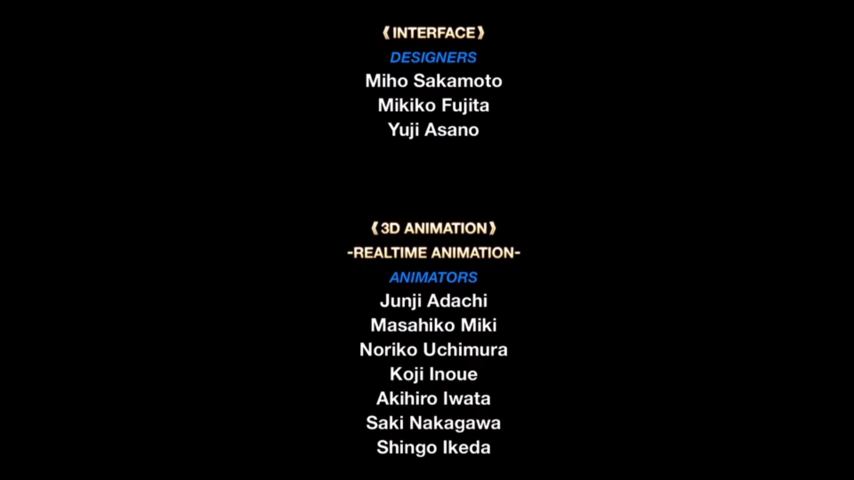 《INTERFACE》
DESIGNERS
Miho Sakamoto
Mikiko Fujita
Yuji Asano
《3D ANIMATION》
-REALTIME ANIMATION-
ANIMATORS
Junji Adachi
Masahiko Miki
Noriko Uchimura
Koji Inoue
Akihiro Iwata
Saki Nakagawa
Shingo Ikeda